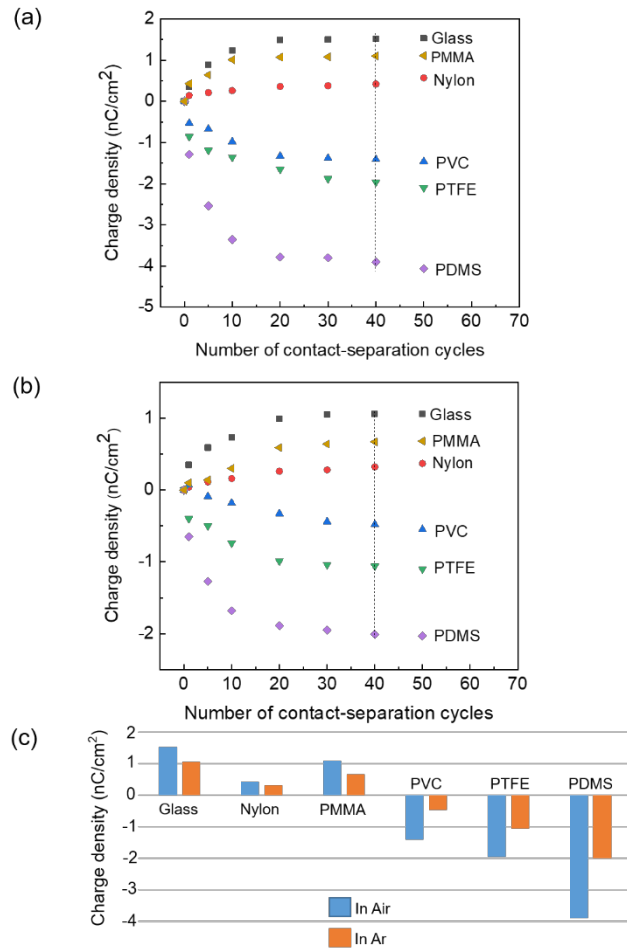 (a)
2
1
0
-1
-2
-3
-4
-5
Charge density (nC/cm²)
Glass
PMMA
Nylon
PVC
PTFE
PDMS
0 10 20 30 40 50 60 70
Number of contact-separation cycles
(b)
1
0
-1
-2
Charge density (nC/cm²)
Glass
PMMA
Nylon
PVC
PTFE
PDMS
0 10 20 30 40 50 60 70
Number of contact-separation cycles
(c)
2
1
0
-1
-2
-3
-4
Charge density (nC/cm²)
PVC PTFE PDMS
Glass Nylon PMMA
In Air
In Ar